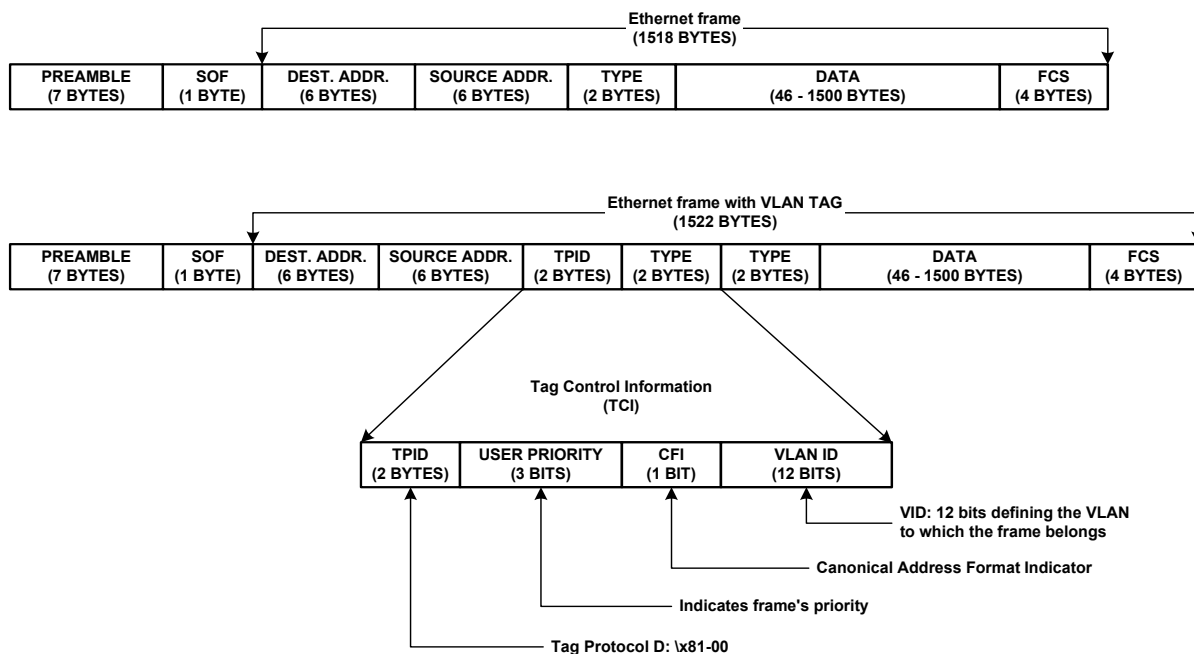 Ethernet frame
(1518 BYTES)
PREAMBLE SOF DEST. ADDR. SOURCE ADDR. TYPE DATA FCS
(7 BYTES) (1 BYTE) (6 BYTES) (6 BYTES) (2 BYTES) (46 - 1500 BYTES) (4 BYTES)
Ethernet frame with VLAN TAG
(1522 BYTES)
PREAMBLE SOF DEST. ADDR. SOURCE ADDR. TPID TYPE TYPE DATA FCS
(7 BYTES) (1 BYTE) (6 BYTES) (6 BYTES) (2 BYTES) (2 BYTES) (2 BYTES) (46 - 1500 BYTES) (4 BYTES)
Tag Control Information
(TCI)
TPID USER PRIORITY CFI VLAN ID
(2 BYTES) (3 BITS) (1 BIT) (12 BITS)
VID: 12 bits defining the VLAN
to which the frame belongs
Canonical Address Format Indicator
Indicates frame's priority
Tag Protocol D: \x81-00